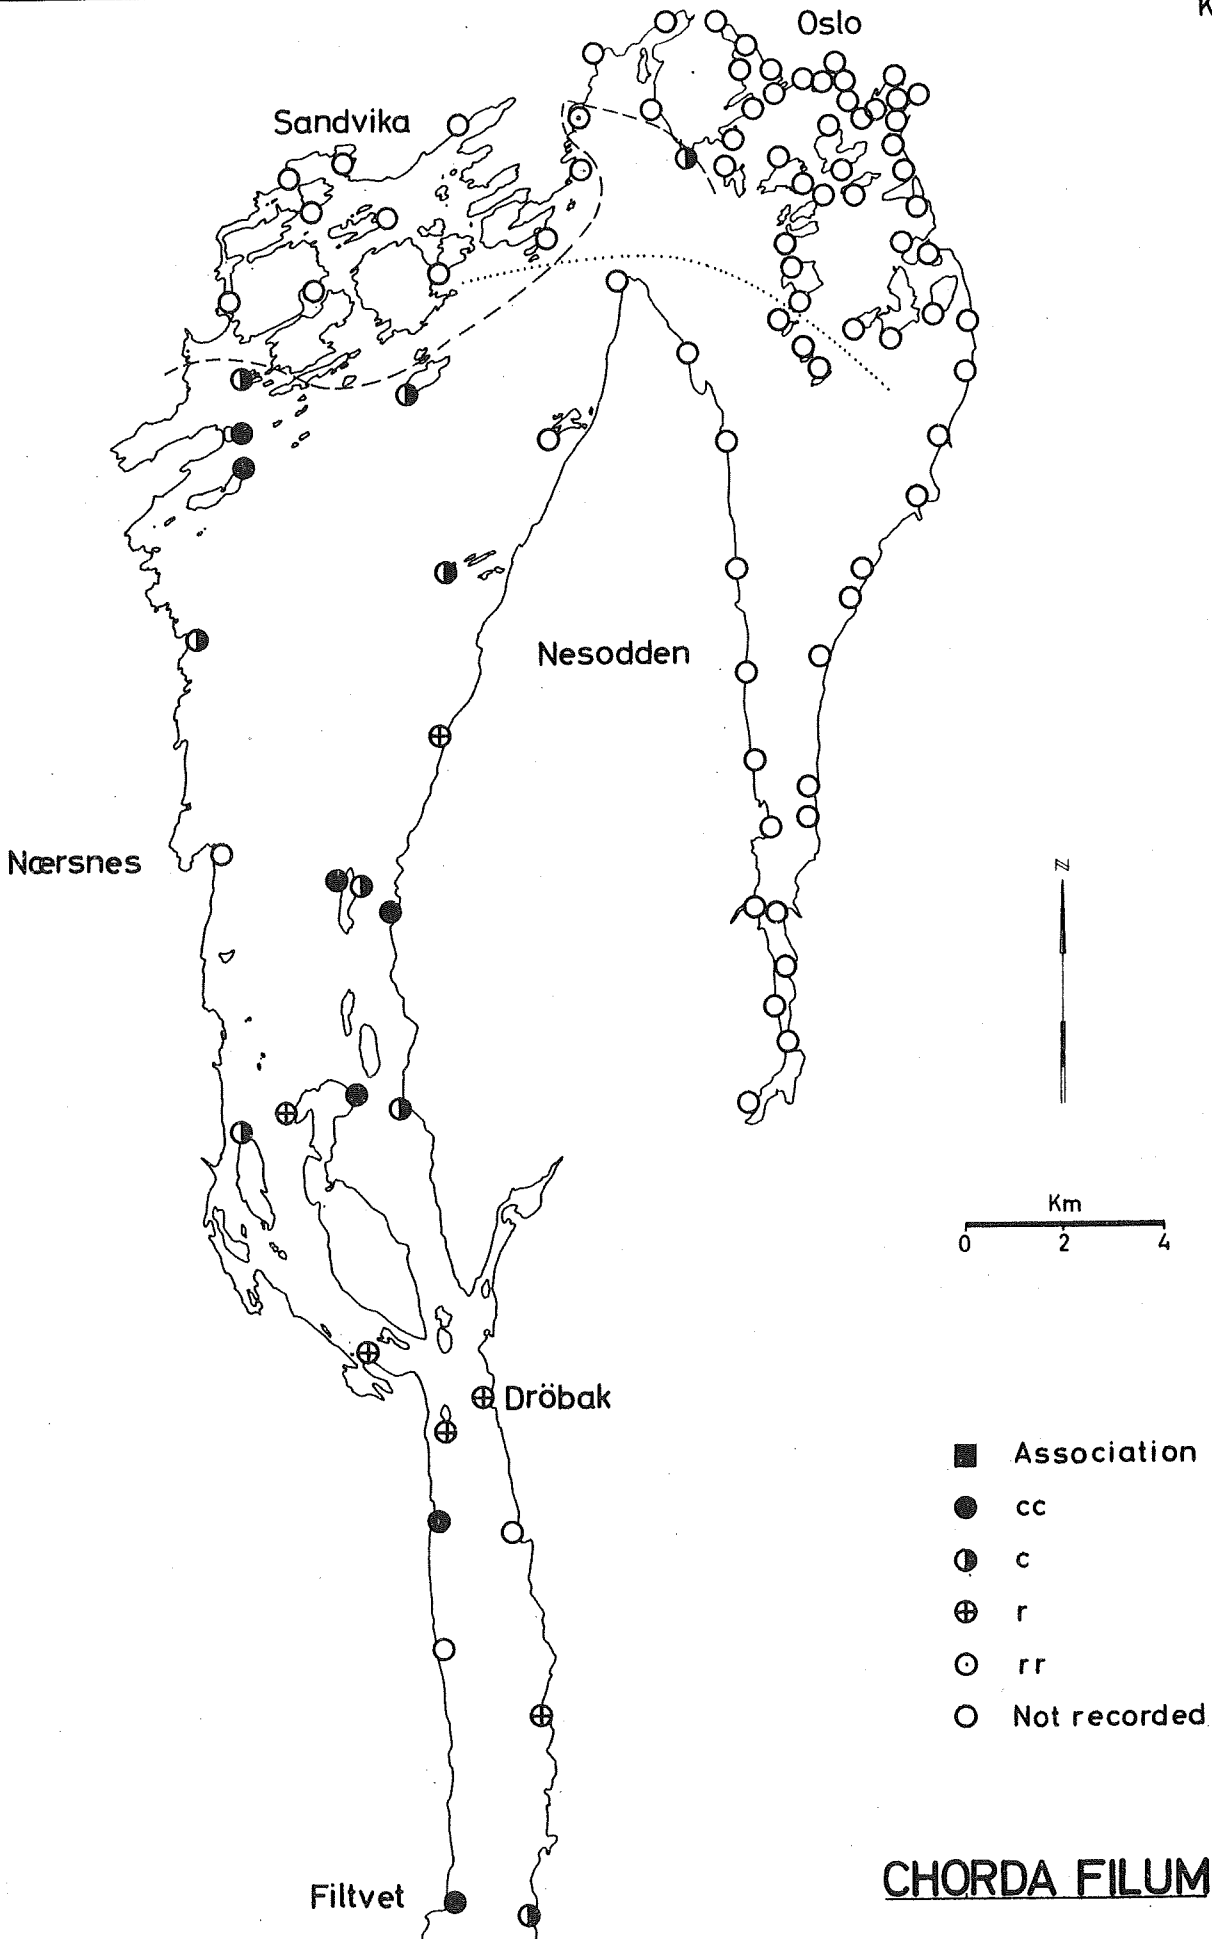 K
Oslo
Sandvika
Nesodden
Nærsnes
N
Km
0 2 4
Dröbak
Association
cc
c
r
rr
Not recorded
Filtvet
CHORDA FILUM